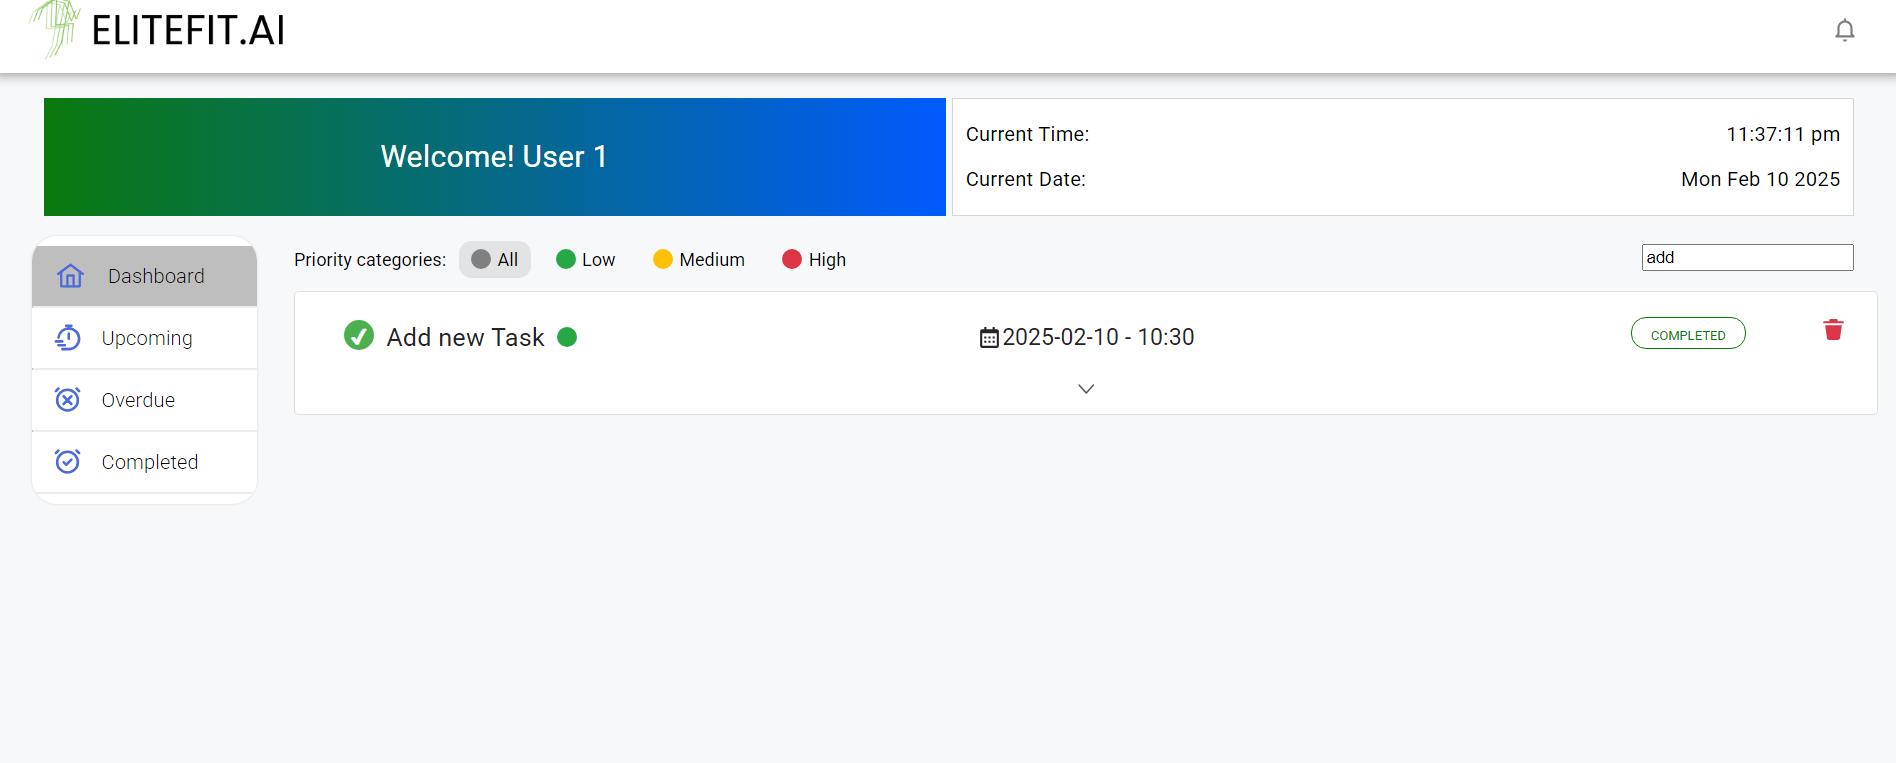 ELITEFIT.AI
Welcome! User 1
Current Time: 11:37:11 pm
Current Date: Mon Feb 10 2025
Dashboard
Upcoming
Overdue
Completed
Priority categories: All Low Medium High
add
Add new Task 2025-02-10 - 10:30 COMPLETED